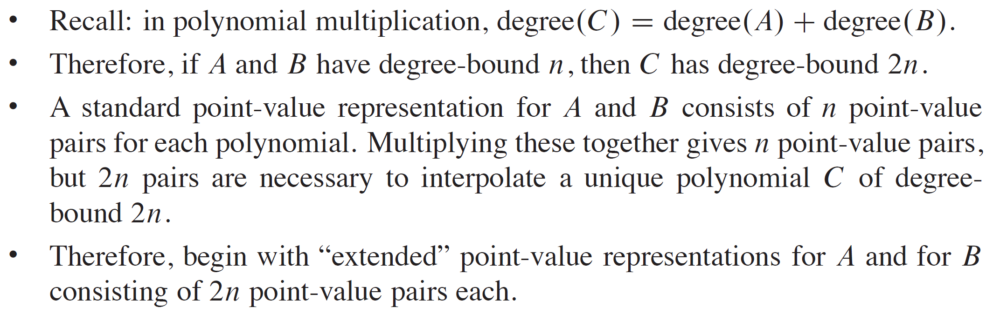 • Recall: in polynomial multiplication, degree(C) = degree(A) + degree(B).
• Therefore, if A and B have degree-bound n, then C has degree-bound 2n.
• A standard point-value representation for A and B consists of n point-value
pairs for each polynomial. Multiplying these together gives n point-value pairs,
but 2n pairs are necessary to interpolate a unique polynomial C of degree-
bound 2n.
• Therefore, begin with “extended” point-value representations for A and for B
consisting of 2n point-value pairs each.